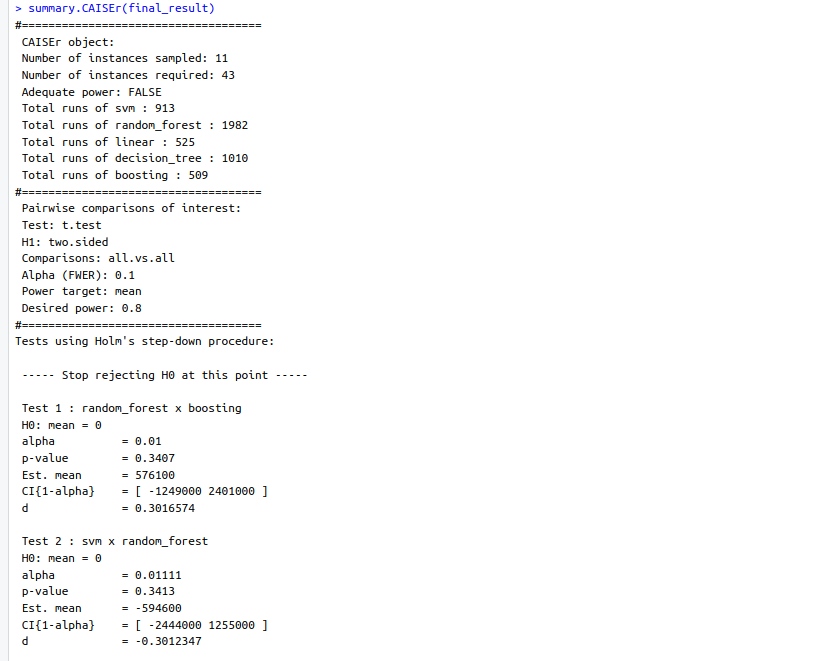 > summary.CAISEr(final_result)
#====================================
CAISEr object:
Number of instances sampled: 11
Number of instances required: 43
Adequate power: FALSE
Total runs of svm : 913
Total runs of random_forest : 1982
Total runs of linear : 525
Total runs of decision_tree : 1010
Total runs of boosting : 509
#====================================
Pairwise comparisons of interest:
Test: t.test
H1: two.sided
Comparisons: all.vs.all
Alpha (FWER): 0.1
Power target: mean
Desired power: 0.8
#====================================
Tests using Holm's step-down procedure:
----- Stop rejecting H0 at this point -----
Test 1 : random_forest x boosting
H0: mean = 0
alpha = 0.01
p-value = 0.3407
Est. mean = 576100
CI{1-alpha} = [ -1249000 2401000 ]
d = 0.3016574
Test 2 : svm x random_forest
H0: mean = 0
alpha = 0.01111
p-value = 0.3413
Est. mean = -594600
CI{1-alpha} = [ -2444000 1255000 ]
d = -0.3012347